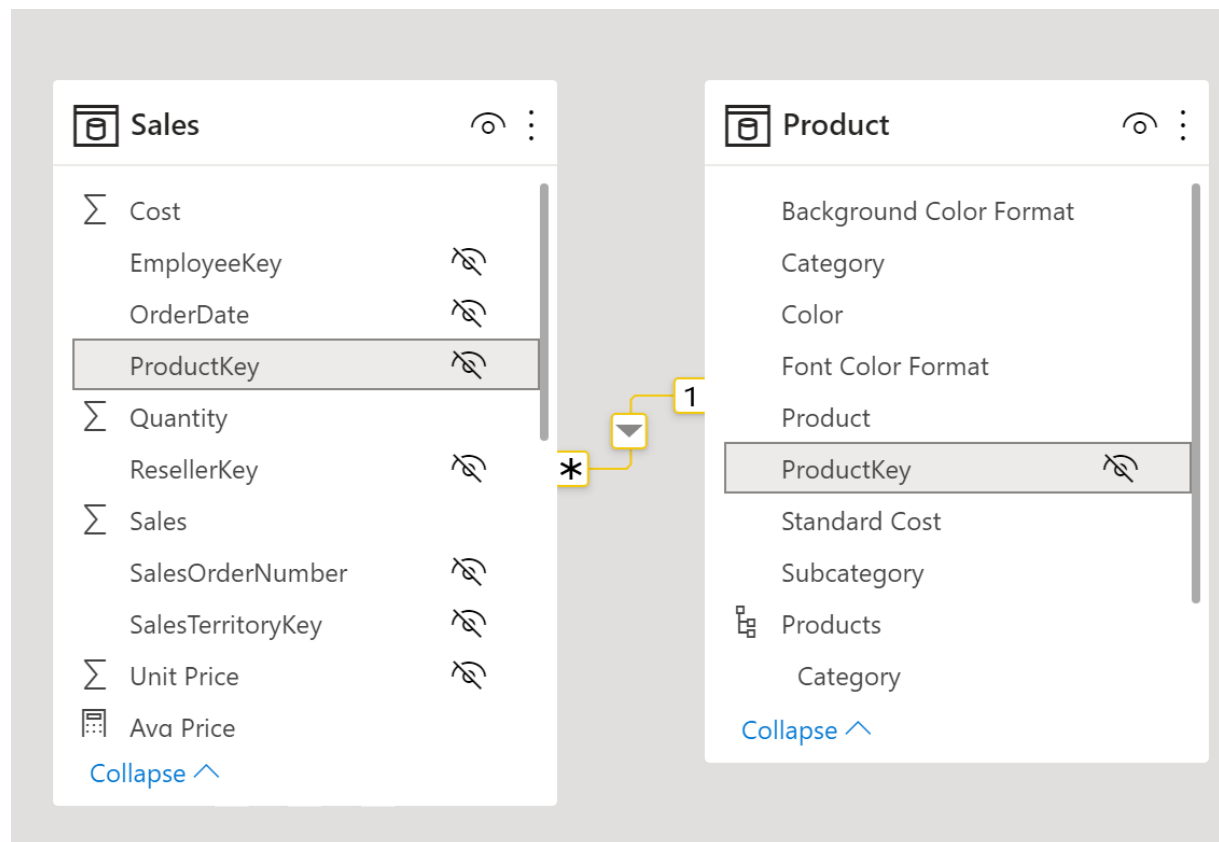 Sales
Cost
EmployeeKey
OrderDate
ProductKey
Quantity
ResellerKey
Sales
SalesOrderNumber
SalesTerritoryKey
Unit Price
Avg Price
Collapse
*
1
Product
Background Color Format
Category
Color
Font Color Format
Product
ProductKey
Standard Cost
Subcategory
Products
Category
Collapse